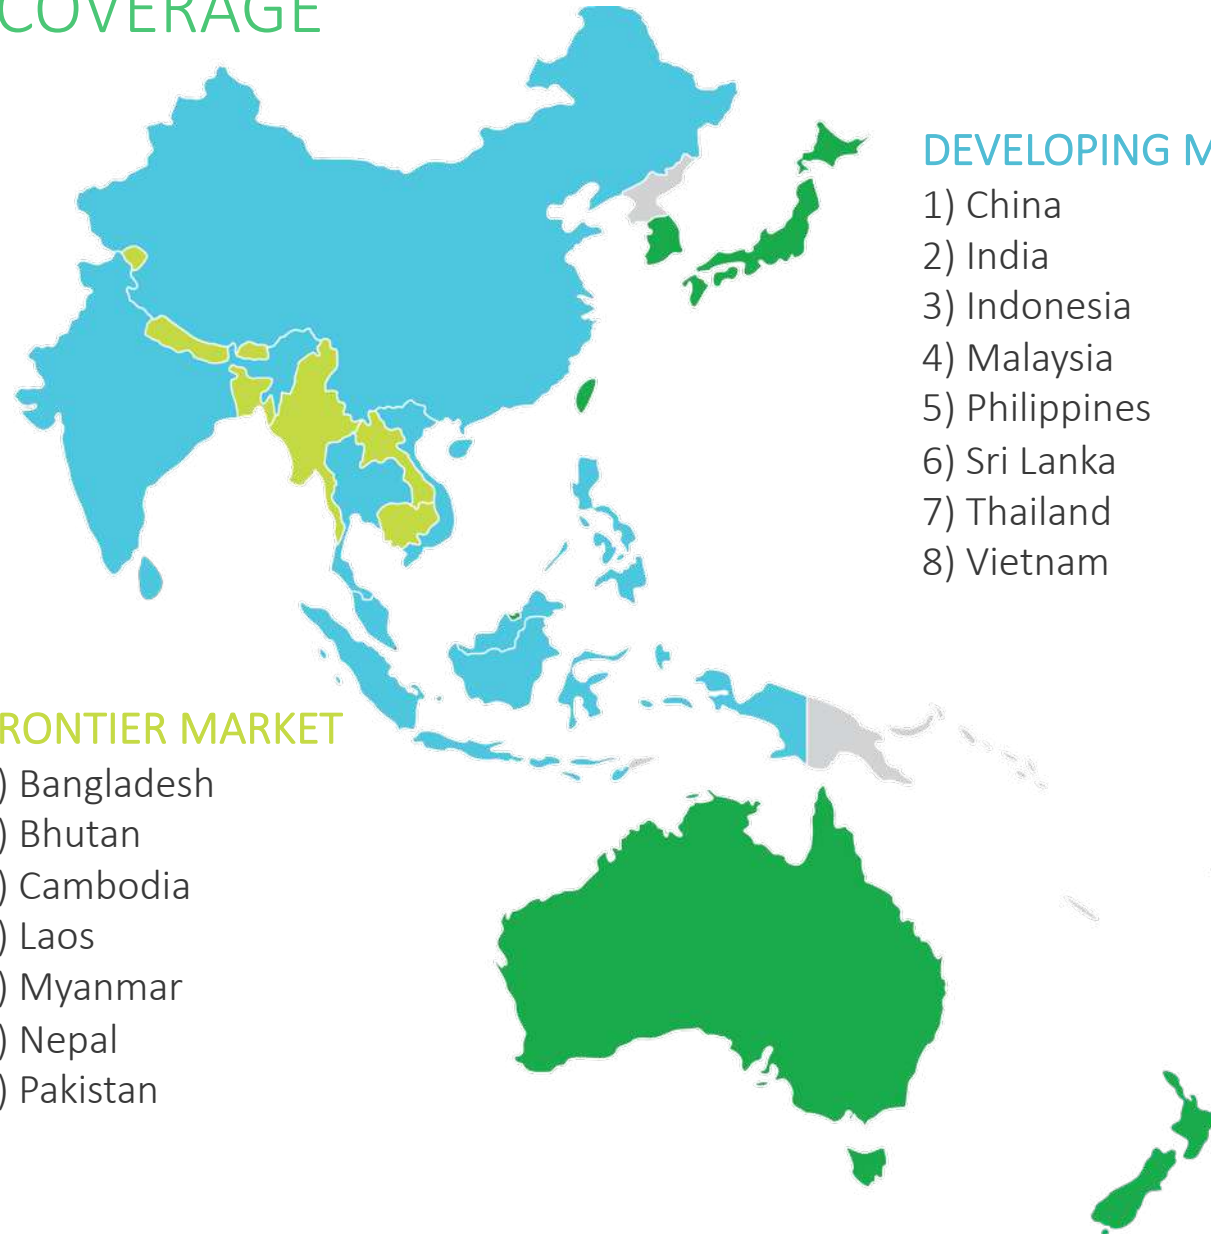 COVERAGE
DEVELOPING M
1) China
2) India
3) Indonesia
4) Malaysia
5) Philippines
6) Sri Lanka
7) Thailand
8) Vietnam
RONTIER MARKET
) Bangladesh
) Bhutan
) Cambodia
) Laos
) Myanmar
) Nepal
) Pakistan